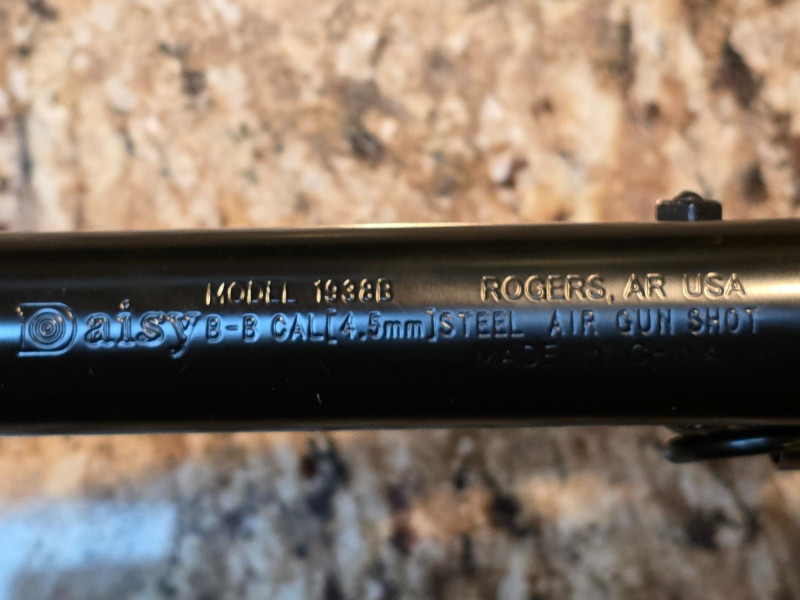 MODEL 1938B ROGERS, AR USA
Daisy B-B CAL[4.5mm]STEEL AIR GUN SHOT
MADE IN CHINA